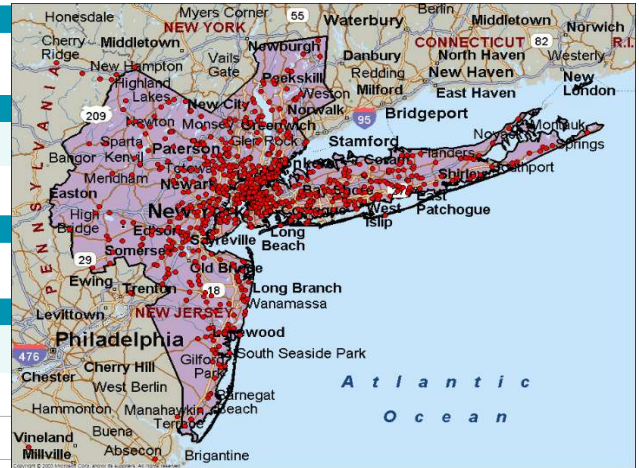 Honesdale
Myers Corner
55
Waterbury
Berlin
Middletown
Norwich
Cherry
Ridge
Middletown
NEW YORK
Newburgh
CONNECTICUT
82
R.I.
Vails
Gate
Danbury
North Haven
Westerly
New Hampton
Highland
Lakes
Peekskill
Redding
Milford
New Haven
East Haven
New
London
PENNSYLVANIA
209
New City
Weston
Norwalk
Newton
Monsey
Greenwich
95
Bridgeport
Sparta
Paterson
Glen Rock
Stamford
Montauk
Bangor
Kenvil
Totowa
Flanders
Springs
Mendham
Newark
Shirley
Southport
Easton
Bay Shore
High
Bridge
New York
West
Islip
East
Patchogue
Edison
Long
Beach
Somerset
Sayreville
29
Old Bridge
Ewing
Trenton
18
Long Branch
Wanamassa
Levittown
NEW JERSEY
Lakewood
Philadelphia
476
South Seaside Park
Cherry Hill
Gilford
Park
Chester
West Berlin
Atlantic
Ocean
Barnegat
Beach
Hammonton
Manahawkin
Terrace
Buena
Vineland
Millville
Absecon
Brigantine